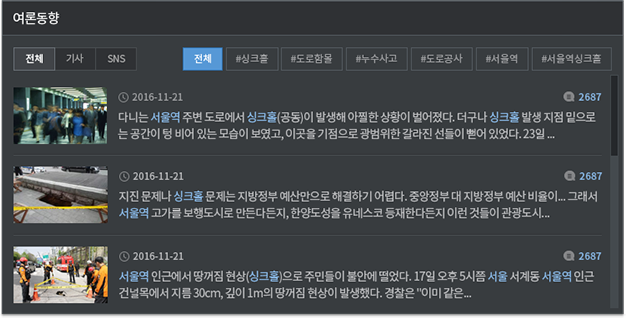 여론동향
전체 기사 SNS 전체 #싱크홀 #도로함몰 #누수사고 #도로공사 #서울역 #서울역싱크홀
2016-11-21 2687
다니는 서울역 주변 도로에서 싱크홀(공동)이 발생해 아찔한 상황이 벌어졌다. 더구나 싱크홀 발생 지점 밑으로
는 공간이 텅 비어 있는 모습이 보였고, 이곳을 기점으로 광범위한 갈라진 선들이 뻗어 있었다. 23일 ...
2016-11-21 2687
지진 문제나 싱크홀 문제는 지방정부 예산만으로 해결하기 어렵다. 중앙정부 대 지방정부 예산 비율이... 그래서
서울역 고가를 보행도시로 만든다든지, 한양도성을 유네스코 등재한다든지 이런 것들이 관광도시...
2016-11-21 2687
서울역 인근에서 땅꺼짐 현상(싱크홀)으로 주민들이 불안에 떨었다. 17일 오후 5시쯤 서울 서계동 서울역 인근
건널목에서 지름 30cm, 깊이 1m의 땅꺼짐 현상이 발생했다. 경찰은 "이미 같은...